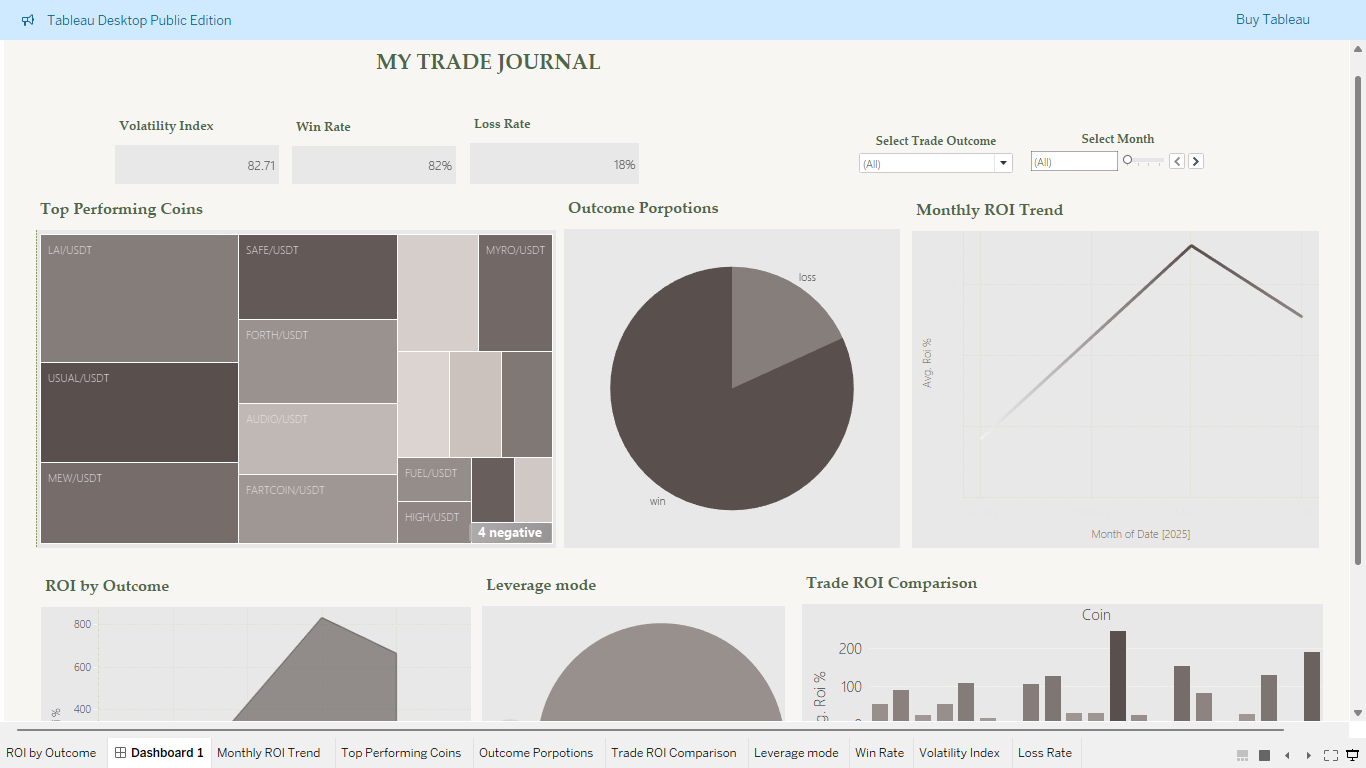 Tableau Desktop Public Edition
Buy Tableau
MY TRADE JOURNAL
Volatility Index
82.71
Win Rate
82%
Loss Rate
18%
Select Trade Outcome
(All)
Select Month
(All)
Top Performing Coins
LAI/USDT
USUAL/USDT
MEW/USDT
SAFE/USDT
FORTH/USDT
AUDIO/USDT
FARTCOIN/USDT
MYRO/USDT
FUEL/USDT
HIGH/USDT
4 negative
Outcome Porpotions
loss
win
Monthly ROI Trend
Avg. Roi %
Month of Date [2025]
ROI by Outcome
800
600
400
Leverage mode
Trade ROI Comparison
Coin
200
100
ROI by Outcome
Dashboard 1
Monthly ROI Trend
Top Performing Coins
Outcome Porpotions
Trade ROI Comparison
Leverage mode
Win Rate
Volatility Index
Loss Rate